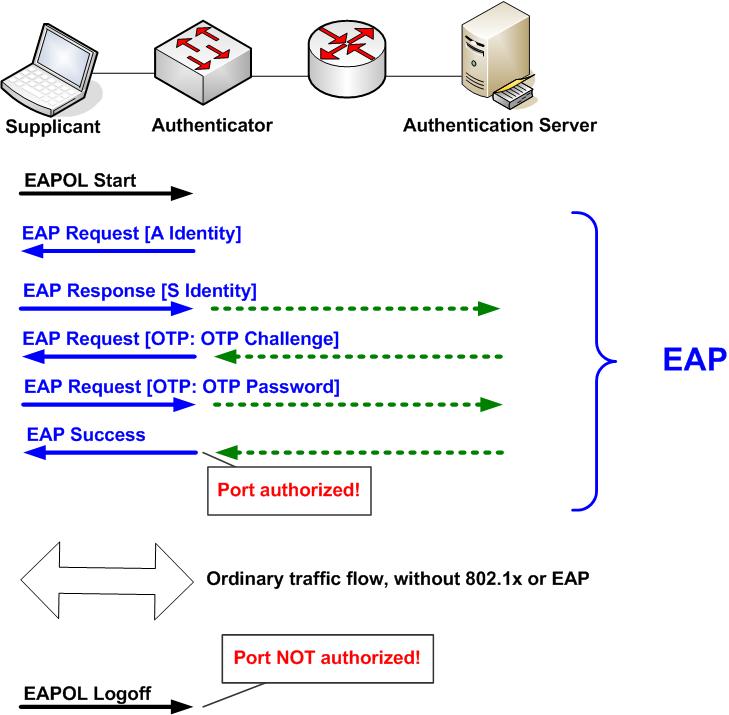 Supplicant
Authenticator
Authentication Server
EAPOL Start
EAP Request [A Identity]
EAP Response [S Identity]
EAP Request [OTP: OTP Challenge]
EAP Request [OTP: OTP Password]
EAP Success
Port authorized!
EAP
Ordinary traffic flow, without 802.1x or EAP
Port NOT authorized!
EAPOL Logoff